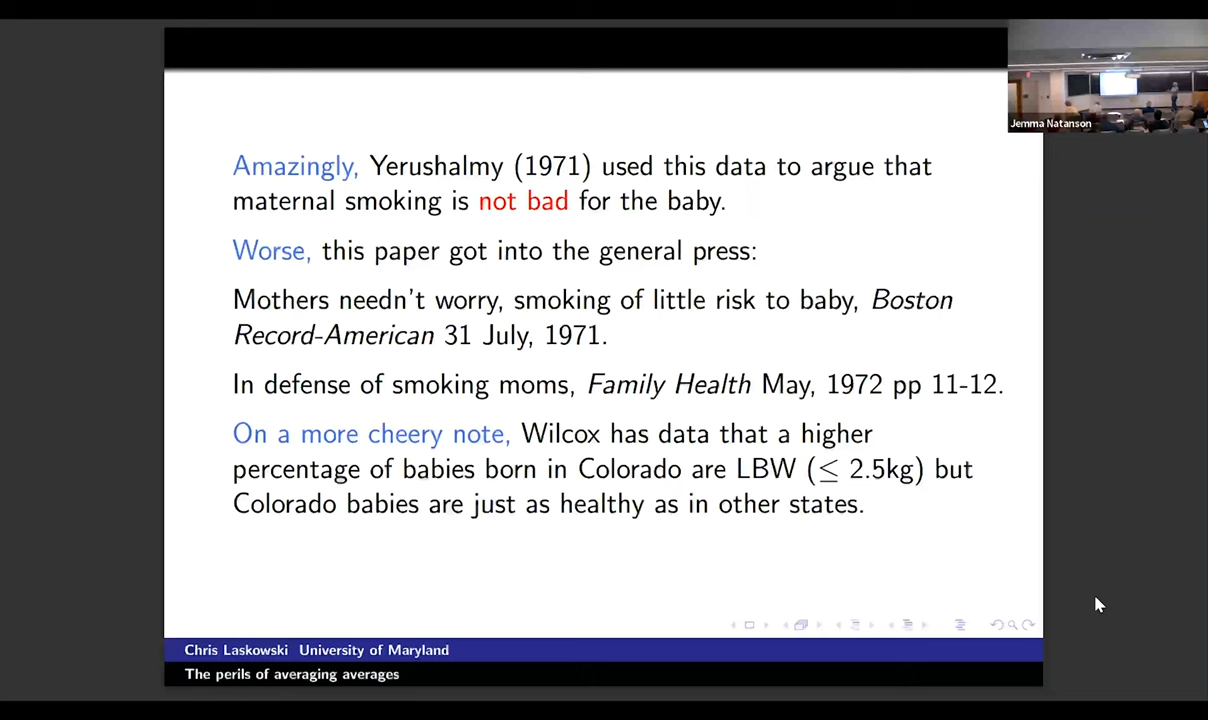 Jemma Natanson
Amazingly, Yerushalmy (1971) used this data to argue that
maternal smoking is not bad for the baby.
Worse, this paper got into the general press:
Mothers needn't worry, smoking of little risk to baby, Boston
Record-American 31 July, 1971.
In defense of smoking moms, Family Health May, 1972 pp 11-12.
On a more cheery note, Wilcox has data that a higher
percentage of babies born in Colorado are LBW (≤ 2.5kg) but
Colorado babies are just as healthy as in other states.
Chris Laskowski University of Maryland
The perils of averaging averages